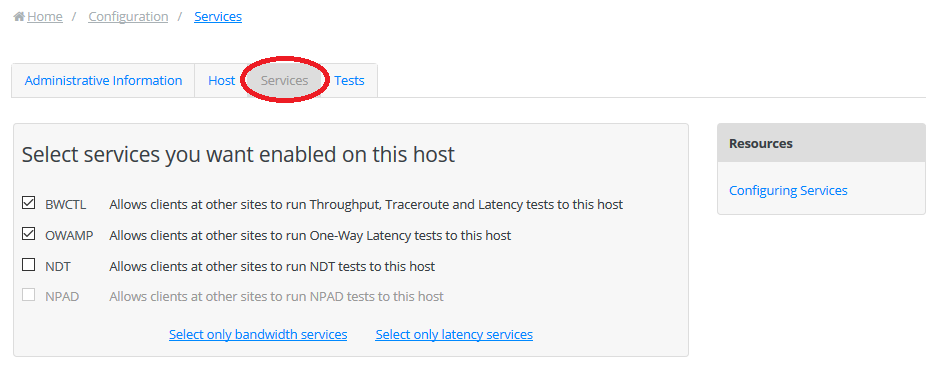 Home / Configuration / Services
Administrative Information Host Services Tests
Select services you want enabled on this host
BWCTL Allows clients at other sites to run Throughput, Traceroute and Latency tests to this host
OWAMP Allows clients at other sites to run One-Way Latency tests to this host
NDT Allows clients at other sites to run NDT tests to this host
NPAD Allows clients at other sites to run NPAD tests to this host
Select only bandwidth services Select only latency services
Resources
Configuring Services